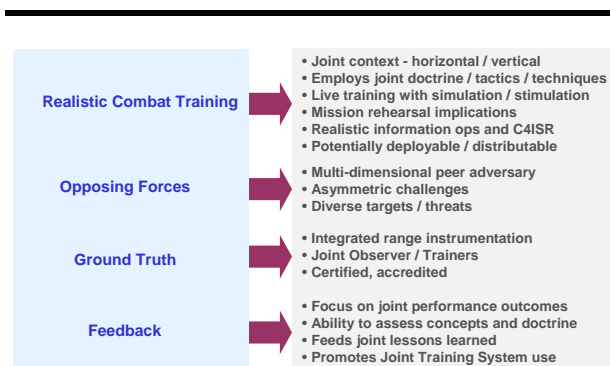 Realistic Combat Training
• Joint context - horizontal / vertical
• Employs joint doctrine / tactics / techniques
• Live training with simulation / stimulation
• Mission rehearsal implications
• Realistic information ops and C4ISR
• Potentially deployable / distributable
Opposing Forces
• Multi-dimensional peer adversary
• Asymmetric challenges
• Diverse targets / threats
Ground Truth
• Integrated range instrumentation
• Joint Observer / Trainers
• Certified, accredited
Feedback
• Focus on joint performance outcomes
• Ability to assess concepts and doctrine
• Feeds joint lessons learned
• Promotes Joint Training System use